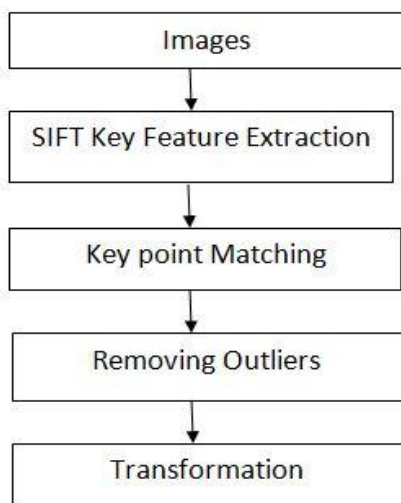 Images
SIFT Key Feature Extraction
Key point Matching
Removing Outliers
Transformation